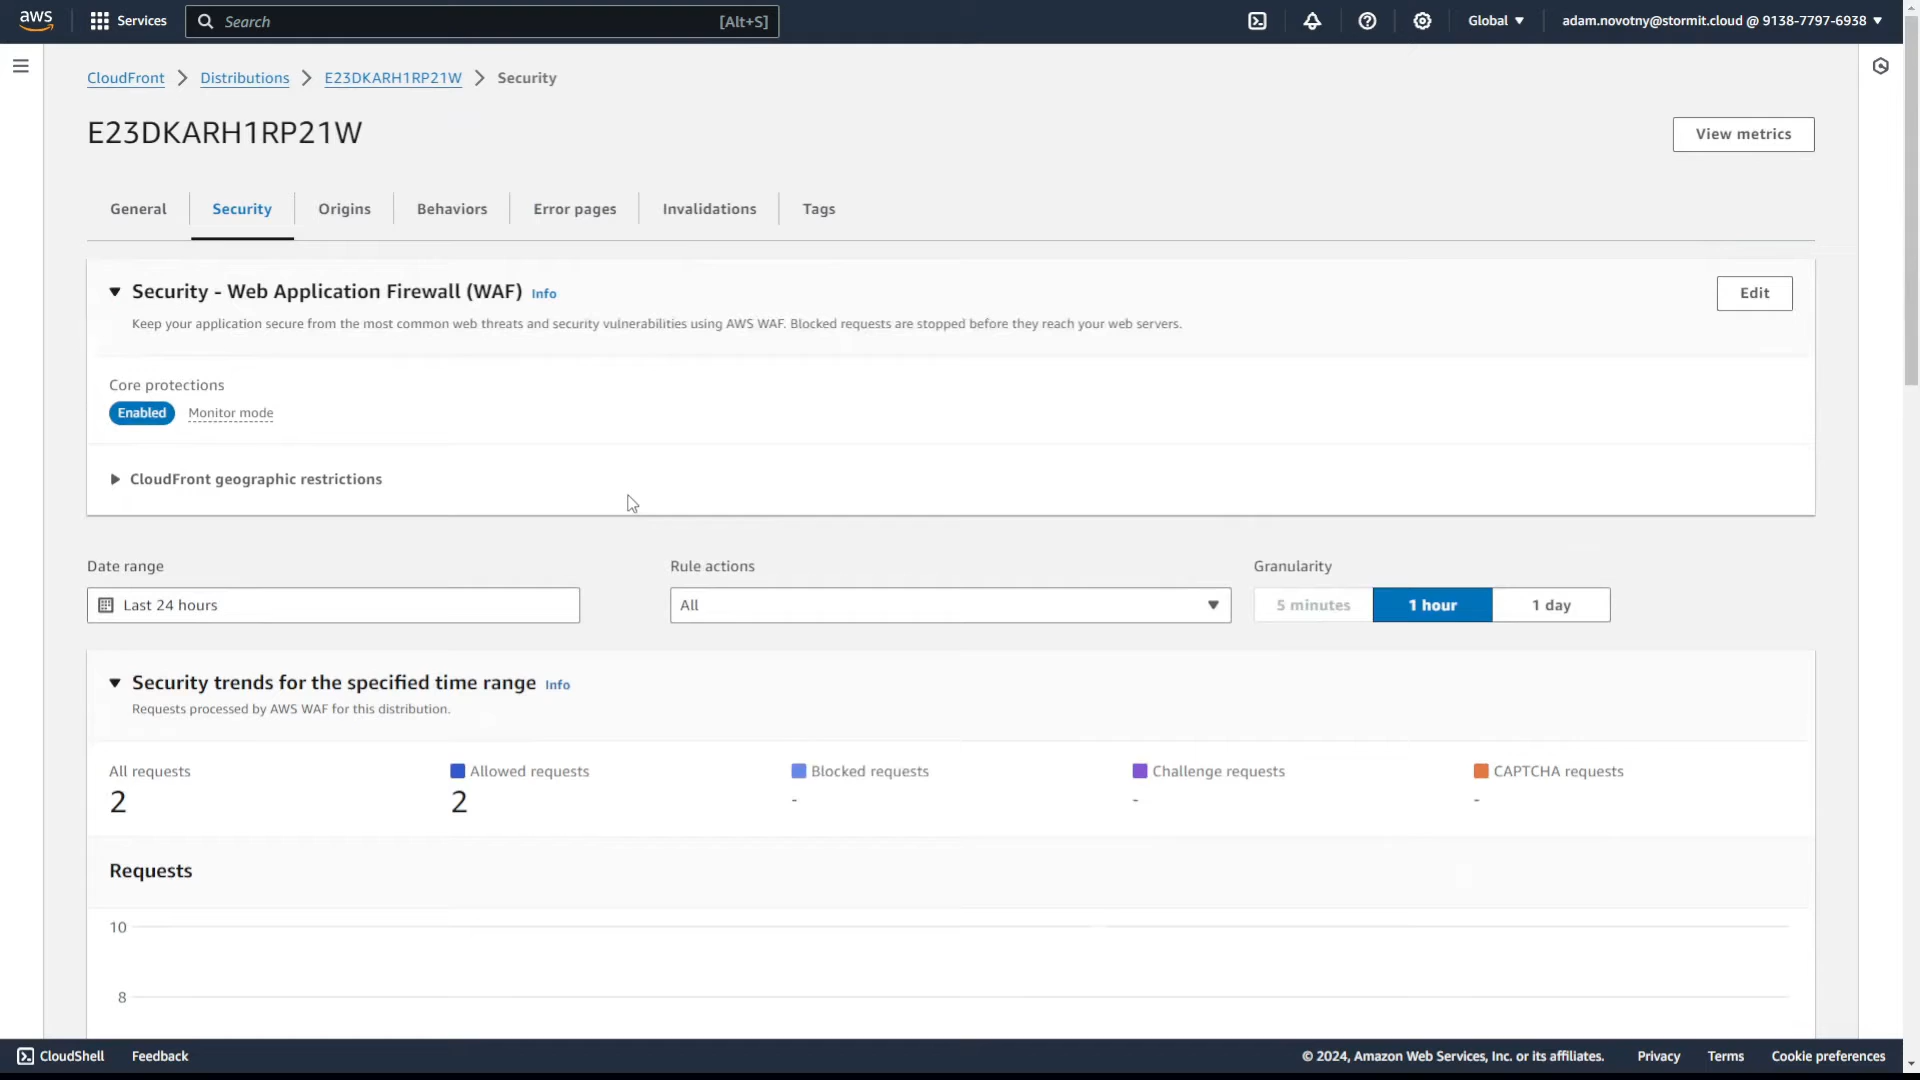 aws Services Search [Alt+S] Global adam.novotny@stormit.cloud @ 9138-7797-6938
CloudFront Distributions E23DKARH1RP21W Security
E23DKARH1RP21W
View metrics
General Security Origins Behaviors Error pages Invalidations Tags
Security - Web Application Firewall (WAF) Info
Edit
Keep your application secure from the most common web threats and security vulnerabilities using AWS WAF. Blocked requests are stopped before they reach your web servers.
Core protections
Enabled Monitor mode
CloudFront geographic restrictions
Date range Rule actions Granularity
Last 24 hours All 5 minutes 1 hour 1 day
Security trends for the specified time range Info
Requests processed by AWS WAF for this distribution.
All requests Allowed requests Blocked requests Challenge requests CAPTCHA requests
2 2 - - -
Requests
10
8
CloudShell Feedback © 2024, Amazon Web Services, Inc. or its affiliates. Privacy Terms Cookie preferences